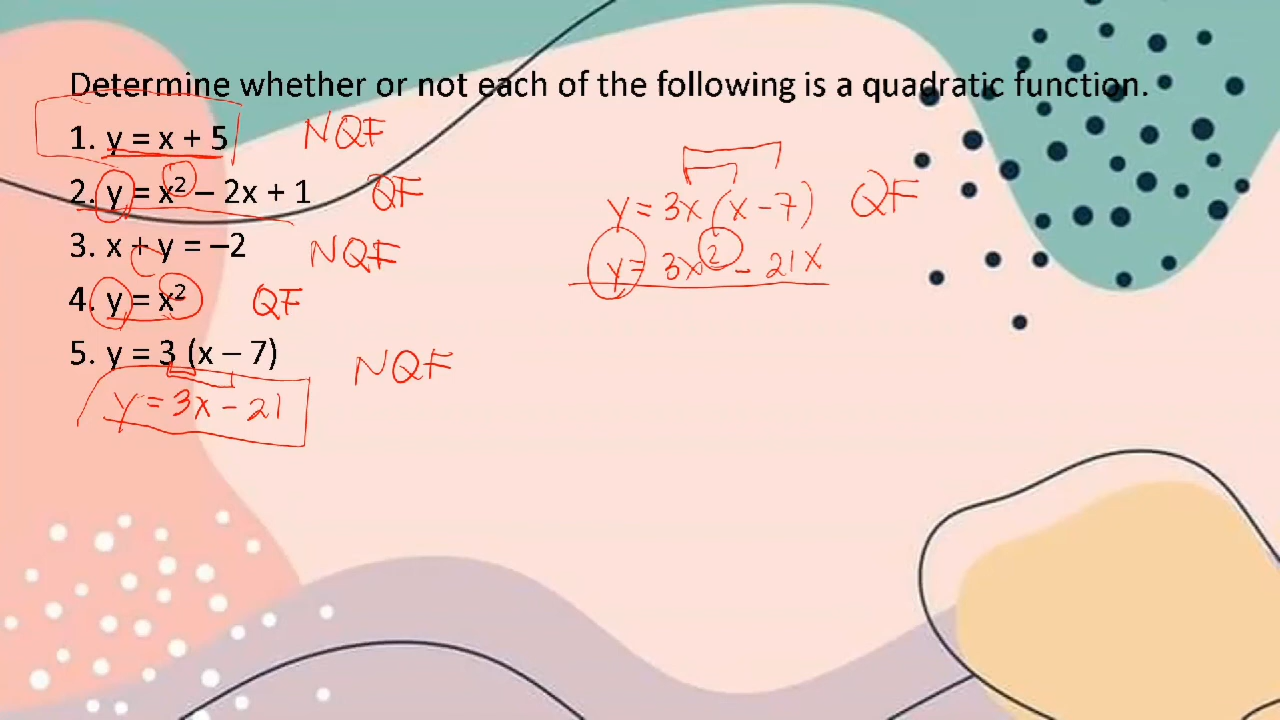 Determine whether or not each of the following is a quadratic function.
1. y = x + 5 NQF
2. y = x² – 2x + 1 QF
3. x + y = –2 NQF
4. y = x² QF
5. y = 3 (x – 7) NQF
y = 3x – 21
y = 3x (x – 7) QF
y = 3x² – 21x